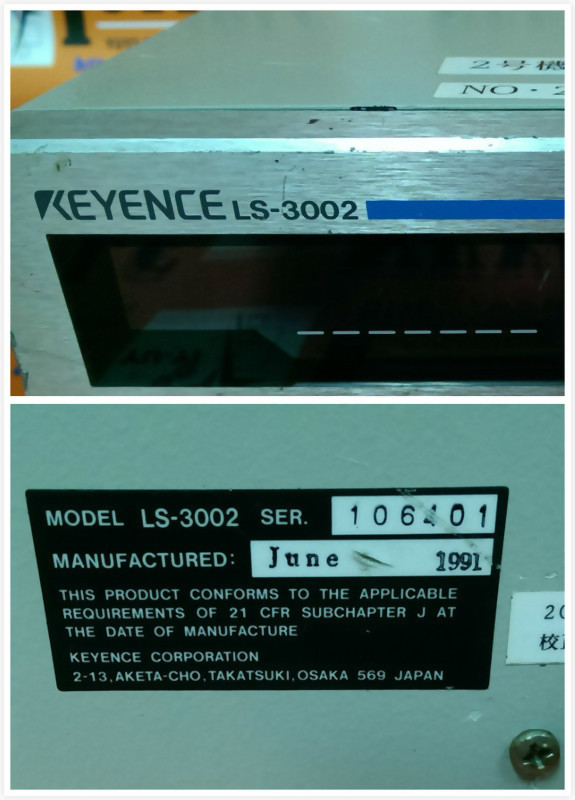 2号機
NO・2
KEYENCE LS-3002
MODEL LS-3002 SER. 106401
MANUFACTURED: June 1991
THIS PRODUCT CONFORMS TO THE APPLICABLE
REQUIREMENTS OF 21 CFR SUBCHAPTER J AT
THE DATE OF MANUFACTURE
KEYENCE CORPORATION
2-13,AKETA-CHO,TAKATSUKI,OSAKA 569 JAPAN
20
校正